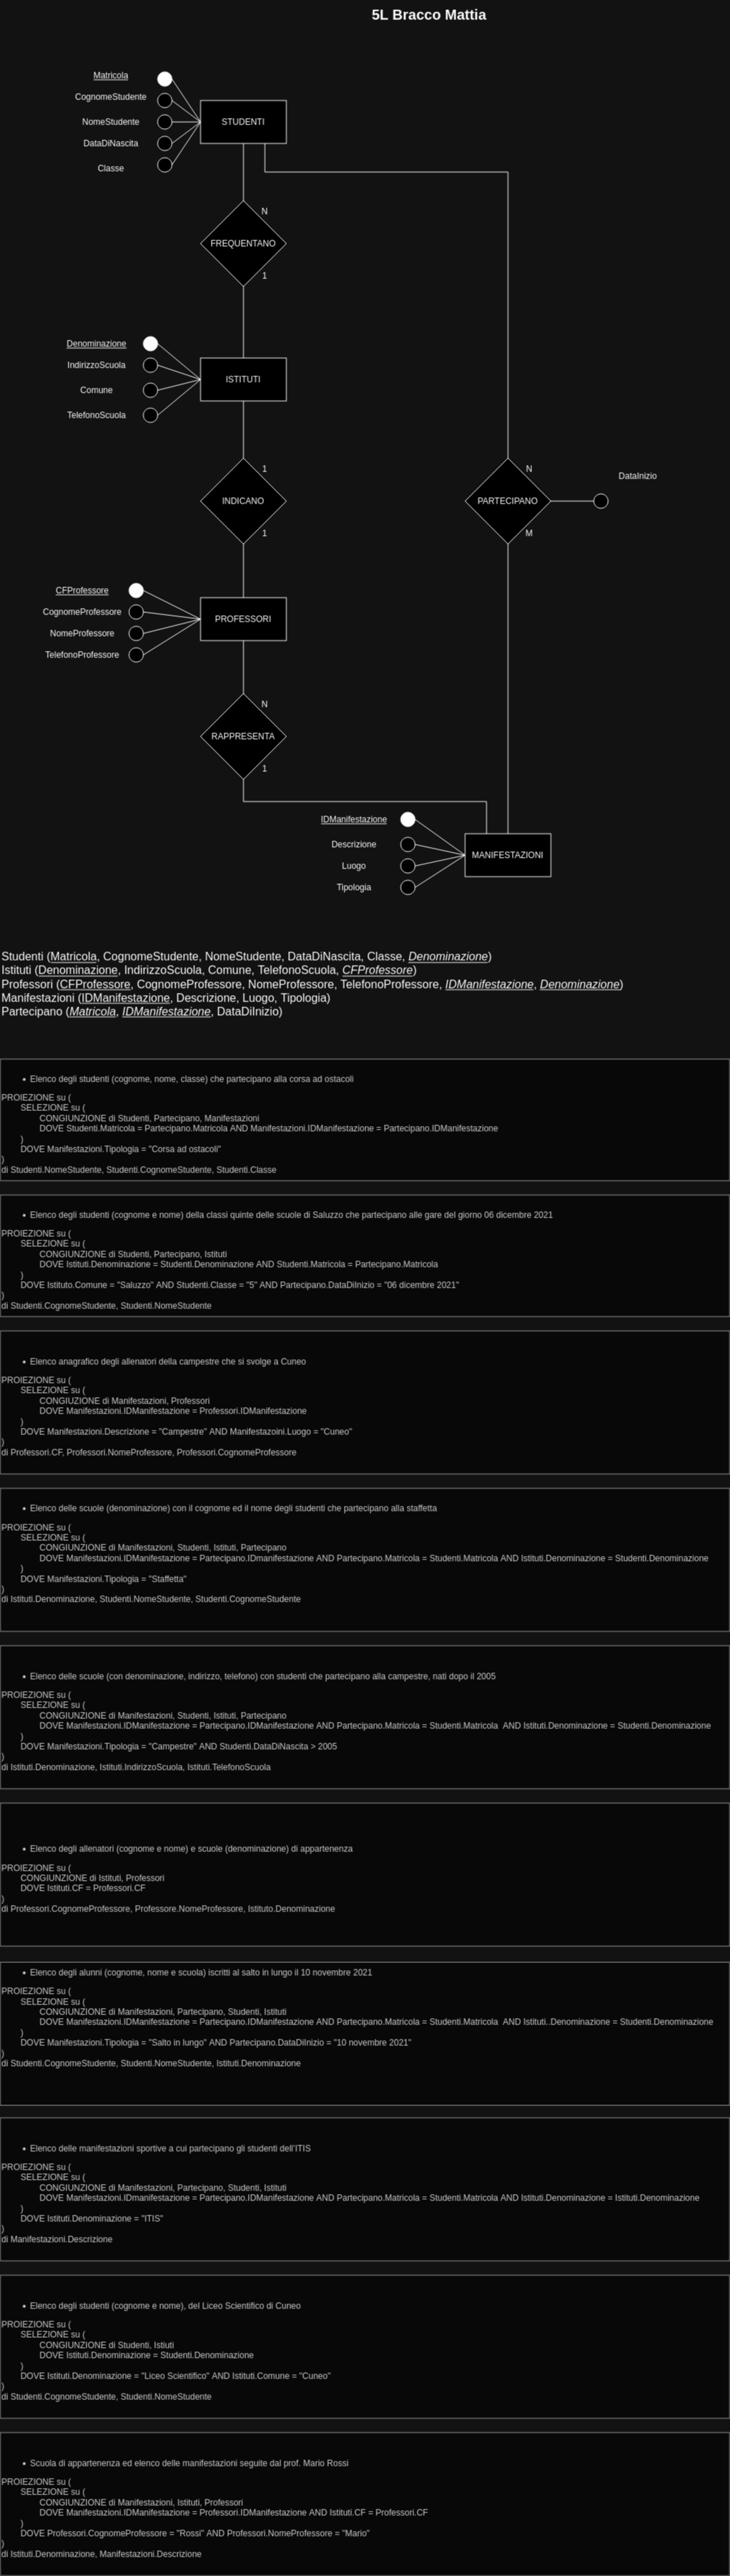 5L Bracco Mattia
Matricola
CognomeStudente
NomeStudente
DataDiNascita
Classe
STUDENTI
N
FREQUENTANO
1
Denominazione
IndirizzoScuola
Comune
TelefonoScuola
ISTITUTI
1
INDICANO
1
N
PARTECIPANO
M
DataInizio
CFProfessore
CognomeProfessore
NomeProfessore
TelefonoProfessore
PROFESSORI
N
RAPPRESENTA
1
IDManifestazione
Descrizione
Luogo
Tipologia
MANIFESTAZIONI
Studenti (Matricola, CognomeStudente, NomeStudente, DataDiNascita, Classe, Denominazione)
Istituti (Denominazione, IndirizzoScuola, Comune, TelefonoScuola, CFProfessore)
Professori (CFProfessore, CognomeProfessore, NomeProfessore, TelefonoProfessore, IDManifestazione, Denominazione)
Manifestazioni (IDManifestazione, Descrizione, Luogo, Tipologia)
Partecipano (Matricola, IDManifestazione, DataDiInizio)
• Elenco degli studenti (cognome, nome, classe) che partecipano alla corsa ad ostacoli
PROIEZIONE su (
SELEZIONE su (
CONGIUNZIONE di Studenti, Partecipano, Manifestazioni
DOVE Studenti.Matricola = Partecipano.Matricola AND Manifestazioni.IDManifestazione = Partecipano.IDManifestazione
)
DOVE Manifestazioni.Tipologia = "Corsa ad ostacoli"
)
di Studenti.NomeStudente, Studenti.CognomeStudente, Studenti.Classe
• Elenco degli studenti (cognome e nome) della classi quinte delle scuole di Saluzzo che partecipano alle gare del giorno 06 dicembre 2021
PROIEZIONE su (
SELEZIONE su (
CONGIUNZIONE di Studenti, Partecipano, Istituti
DOVE Istituti.Denominazione = Studenti.Denominazione AND Studenti.Matricola = Partecipano.Matricola
)
DOVE Istituto.Comune = "Saluzzo" AND Studenti.Classe = "5" AND Partecipano.DataDiInizio = "06 dicembre 2021"
)
di Studenti.CognomeStudente, Studenti.NomeStudente
• Elenco anagrafico degli allenatori della campestre che si svolge a Cuneo
PROIEZIONE su (
SELEZIONE su (
CONGIUZIONE di Manifestazioni, Professori
DOVE Manifestazioni.IDManifestazione = Professori.IDManifestazione
)
DOVE Manifestazioni.Descrizione = "Campestre" AND Manifestazoini.Luogo = "Cuneo"
)
di Professori.CF, Professori.NomeProfessore, Professori.CognomeProfessore
• Elenco delle scuole (denominazione) con il cognome ed il nome degli studenti che partecipano alla staffetta
PROIEZIONE su (
SELEZIONE su (
CONGIUNZIONE di Manifestazioni, Studenti, Istituti, Partecipano
DOVE Manifestazioni.IDManifestazione = Partecipano.IDmanifestazione AND Partecipano.Matricola = Studenti.Matricola AND Istituti.Denominazione = Studenti.Denominazione
)
DOVE Manifestazioni.Tipologia = "Staffetta"
)
di Istituti.Denominazione, Studenti.NomeStudente, Studenti.CognomeStudente
• Elenco delle scuole (con denominazione, indirizzo, telefono) con studenti che partecipano alla campestre, nati dopo il 2005
PROIEZIONE su (
SELEZIONE su (
CONGIUNZIONE di Manifestazioni, Studenti, Istituti, Partecipano
DOVE Manifestazioni.IDManifestazione = Partecipano.IDManifestazione AND Partecipano.Matricola = Studenti.Matricola AND Istituti.Denominazione = Studenti.Denominazione
)
DOVE Manifestazioni.Tipologia = "Campestre" AND Studenti.DataDiNascita > 2005
)
di Istituti.Denominazione, Istituti.IndirizzoScuola, Istituti.TelefonoScuola
• Elenco degli allenatori (cognome e nome) e scuole (denominazione) di appartenenza
PROIEZIONE su (
CONGIUNZIONE di Istituti, Professori
DOVE Istituti.CF = Professori.CF
)
di Professori.CognomeProfessore, Professore.NomeProfessore, Istituto.Denominazione
• Elenco degli alunni (cognome, nome e scuola) iscritti al salto in lungo il 10 novembre 2021
PROIEZIONE su (
SELEZIONE su (
CONGIUNZIONE di Manifestazioni, Partecipano, Studenti, Istituti
DOVE Manifestazioni.IDManifestazione = Partecipano.IDManifestazione AND Partecipano.Matricola = Studenti.Matricola AND Istituti..Denominazione = Studenti.Denominazione
)
DOVE Manifestazioni.Tipologia = "Salto in lungo" AND Partecipano.DataDiInizio = "10 novembre 2021"
)
di Studenti.CognomeStudente, Studenti.NomeStudente, Istituti.Denominazione
• Elenco delle manifestazioni sportive a cui partecipano gli studenti dell'ITIS
PROIEZIONE su (
SELEZIONE su (
CONGIUNZIONE di Manifestazioni, Partecipano, Studenti, Istituti
DOVE Manifestazioni.IDmanifestazione = Partecipano.IDManifestazione AND Partecipano.Matricola = Studenti.Matricola AND Istituti.Denominazione = Istituti.Denominazione
)
DOVE Istituti.Denominazione = "ITIS"
)
di Manifestazioni.Descrizione
• Elenco degli studenti (cognome e nome), del Liceo Scientifico di Cuneo
PROIEZIONE su (
SELEZIONE su (
CONGIUNZIONE di Studenti, Istiuti
DOVE Istituti.Denominazione = Studenti.Denominazione
)
DOVE Istituti.Denominazione = "Liceo Scientifico" AND Istituti.Comune = "Cuneo"
)
di Studenti.CognomeStudente, Studenti.NomeStudente
• Scuola di appartenenza ed elenco delle manifestazioni seguite dal prof. Mario Rossi
PROIEZIONE su (
SELEZIONE su (
CONGIUNZIONE di Manifestazioni, Istituti, Professori
DOVE Manifestazioni.IDManifestazione = Professori.IDManifestazione AND Istituti.CF = Professori.CF
)
DOVE Professori.CognomeProfessore = "Rossi" AND Professori.NomeProfessore = "Mario"
)
di Istituti.Denominazione, Manifestazioni.Descrizione